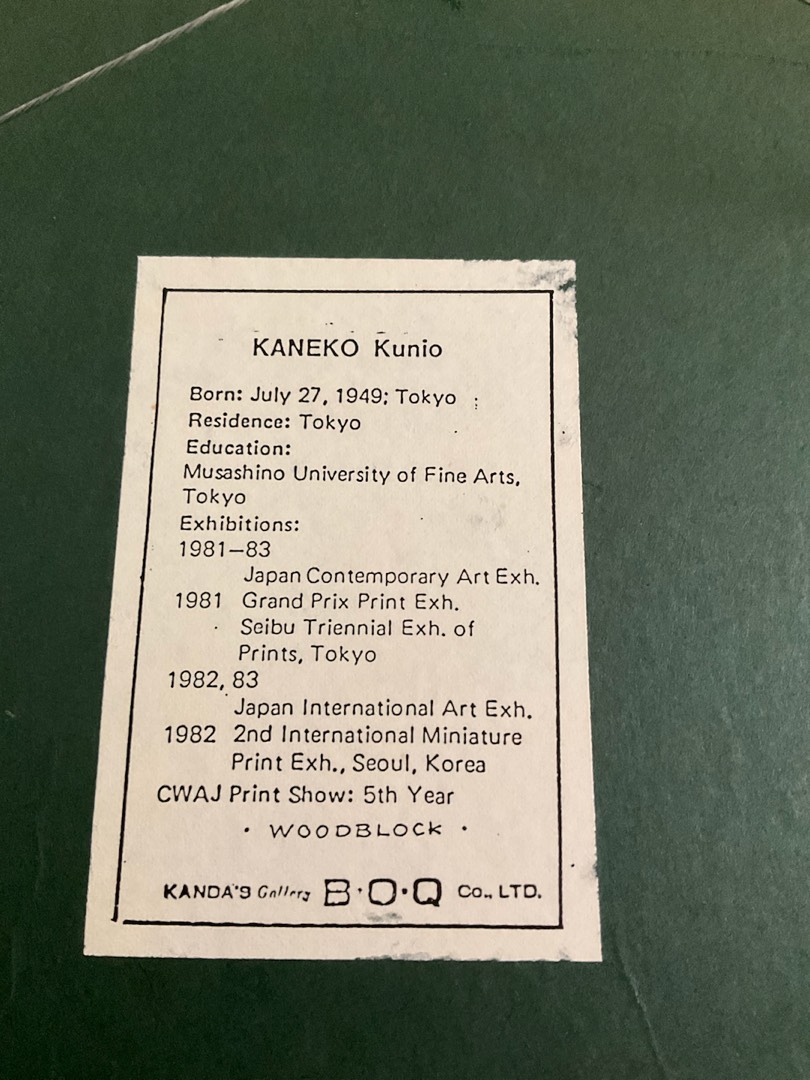 KANEKO Kunio
Born: July 27, 1949; Tokyo
Residence: Tokyo
Education:
Musashino University of Fine Arts,
Tokyo
Exhibitions:
1981–83
Japan Contemporary Art Exh.
1981 Grand Prix Print Exh.
Seibu Triennial Exh. of
Prints, Tokyo
1982, 83
Japan International Art Exh.
1982 2nd International Miniature
Print Exh., Seoul, Korea
CWAJ Print Show: 5th Year
· WOODBLOCK ·
KANDA'S Gallery B·O·Q Co., LTD.